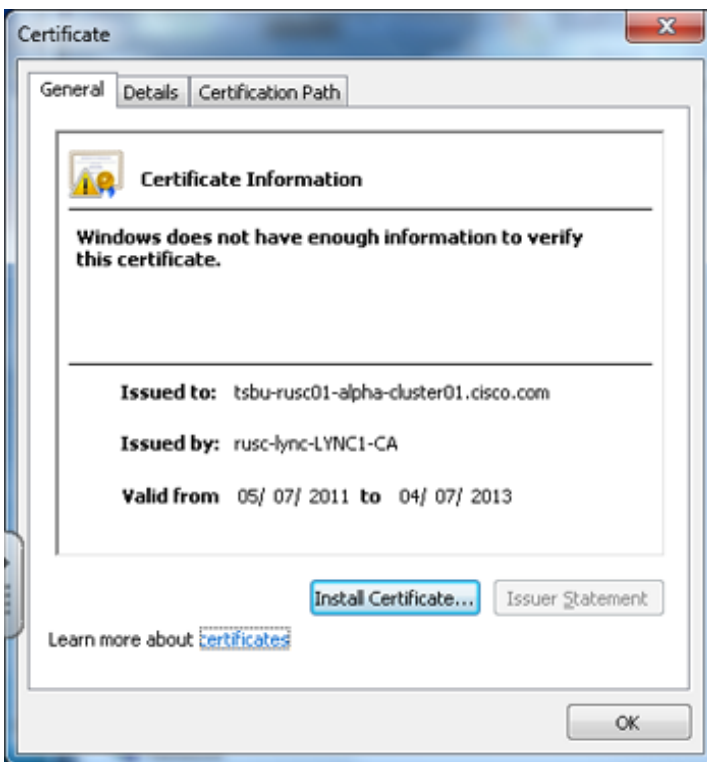 Certificate
General Details Certification Path
Certificate Information
Windows does not have enough information to verify
this certificate.
Issued to: tsbu-rusc01-alpha-cluster01.cisco.com
Issued by: rusc-lync-LYNC1-CA
Valid from 05/ 07/ 2011 to 04/ 07/ 2013
Install Certificate... Issuer Statement
Learn more about certificates
OK